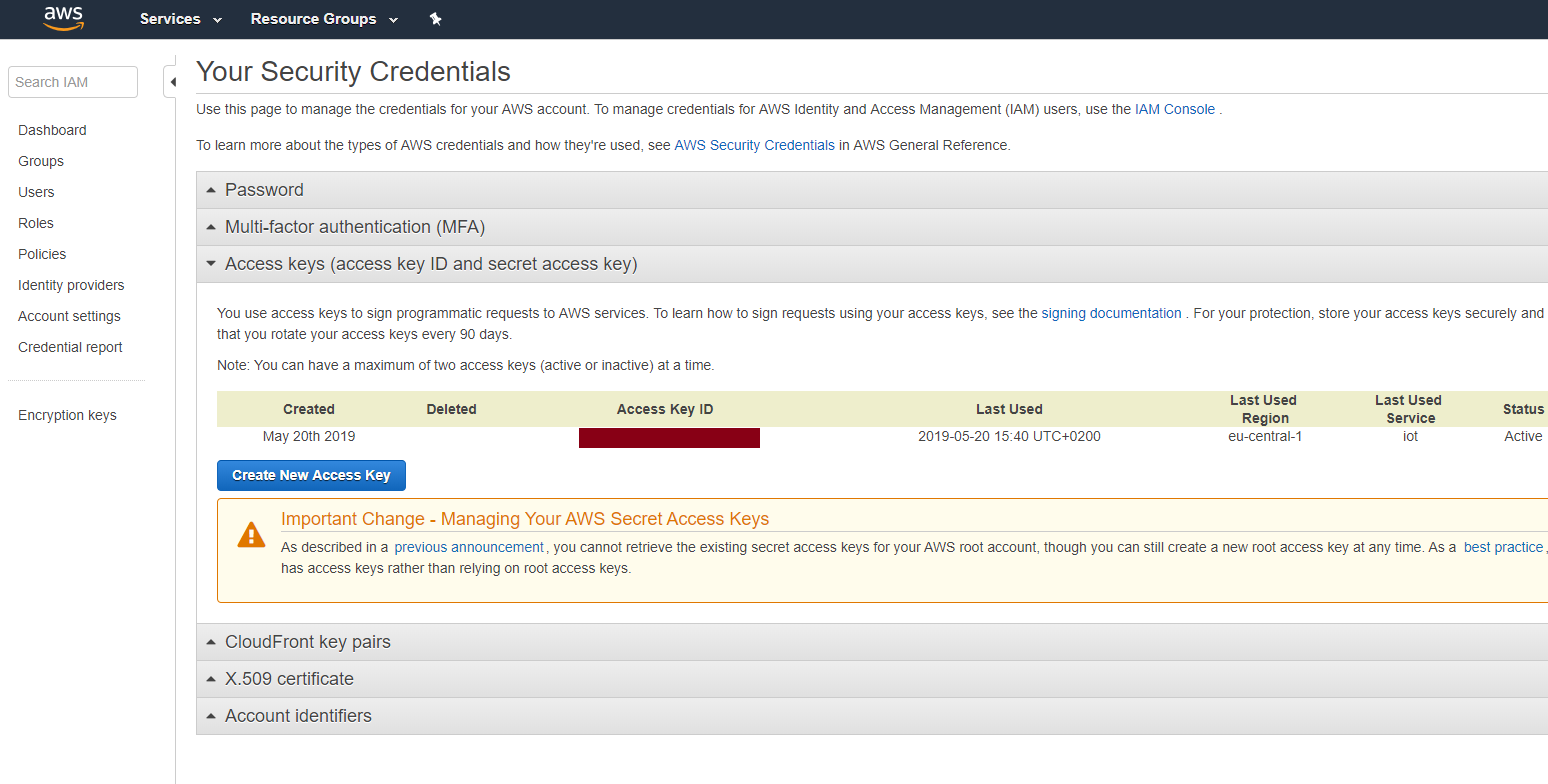 aws
Services
Resource Groups
Search IAM
Dashboard
Groups
Users
Roles
Policies
Identity providers
Account settings
Credential report
Encryption keys
Your Security Credentials
Use this page to manage the credentials for your AWS account. To manage credentials for AWS Identity and Access Management (IAM) users, use the IAM Console .
To learn more about the types of AWS credentials and how they're used, see AWS Security Credentials in AWS General Reference.
Password
Multi-factor authentication (MFA)
Access keys (access key ID and secret access key)
You use access keys to sign programmatic requests to AWS services. To learn how to sign requests using your access keys, see the signing documentation . For your protection, store your access keys securely and
that you rotate your access keys every 90 days.
Note: You can have a maximum of two access keys (active or inactive) at a time.
Created Deleted Access Key ID Last Used Last Used Region Last Used Service Status
May 20th 2019 2019-05-20 15:40 UTC+0200 eu-central-1 iot Active
Create New Access Key
Important Change - Managing Your AWS Secret Access Keys
As described in a previous announcement, you cannot retrieve the existing secret access keys for your AWS root account, though you can still create a new root access key at any time. As a best practice,
has access keys rather than relying on root access keys.
CloudFront key pairs
X.509 certificate
Account identifiers